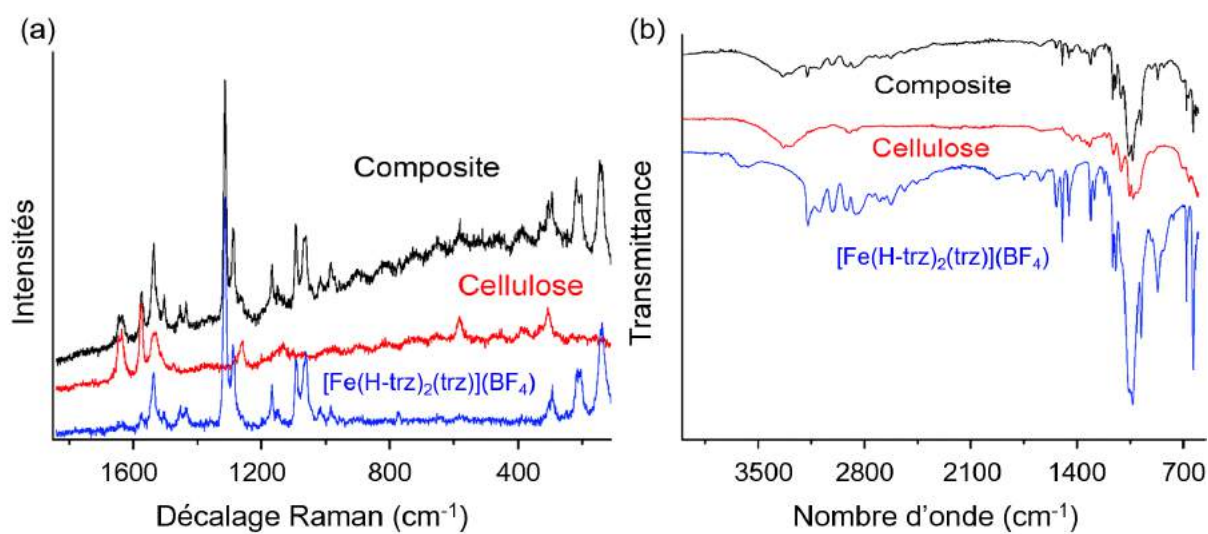 (a)
Intensités
Composite
Cellulose
[Fe(H-trz)₂(trz)](BF₄)
1600 1200 800 400
Décalage Raman (cm⁻¹)
(b)
Transmittance
Composite
Cellulose
[Fe(H-trz)₂(trz)](BF₄)
3500 2800 2100 1400 700
Nombre d'onde (cm⁻¹)